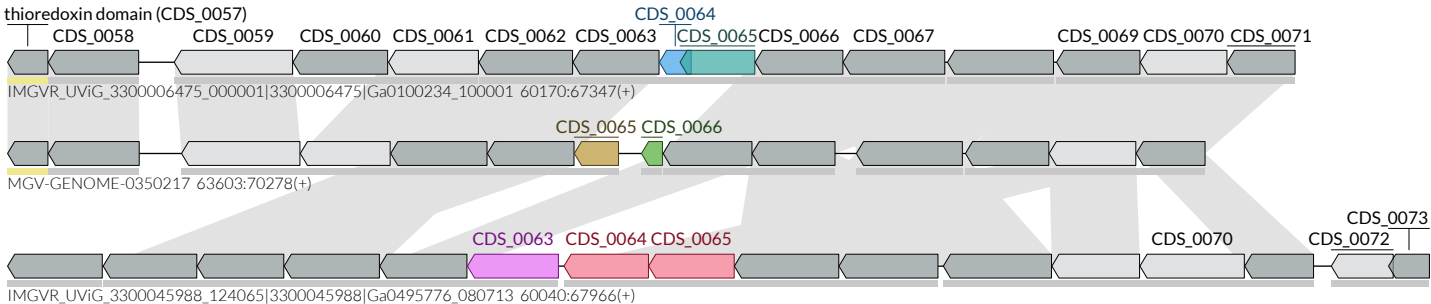 thioredoxin domain (CDS_0057) CDS_0064
CDS_0058 CDS_0059 CDS_0060 CDS_0061 CDS_0062 CDS_0063 CDS_0065 CDS_0066 CDS_0067 CDS_0069 CDS_0070 CDS_0071
IMGVR_UViG_3300006475_000001|3300006475|Ga0100234_100001 60170:67347(+)
CDS_0065 CDS_0066
MGV-GENOME-0350217 63603:70278(+)
CDS_0073
CDS_0063 CDS_0064 CDS_0065 CDS_0070 CDS_0072
IMGVR_UViG_3300045988_124065|3300045988|Ga0495776_080713 60040:67966(+)